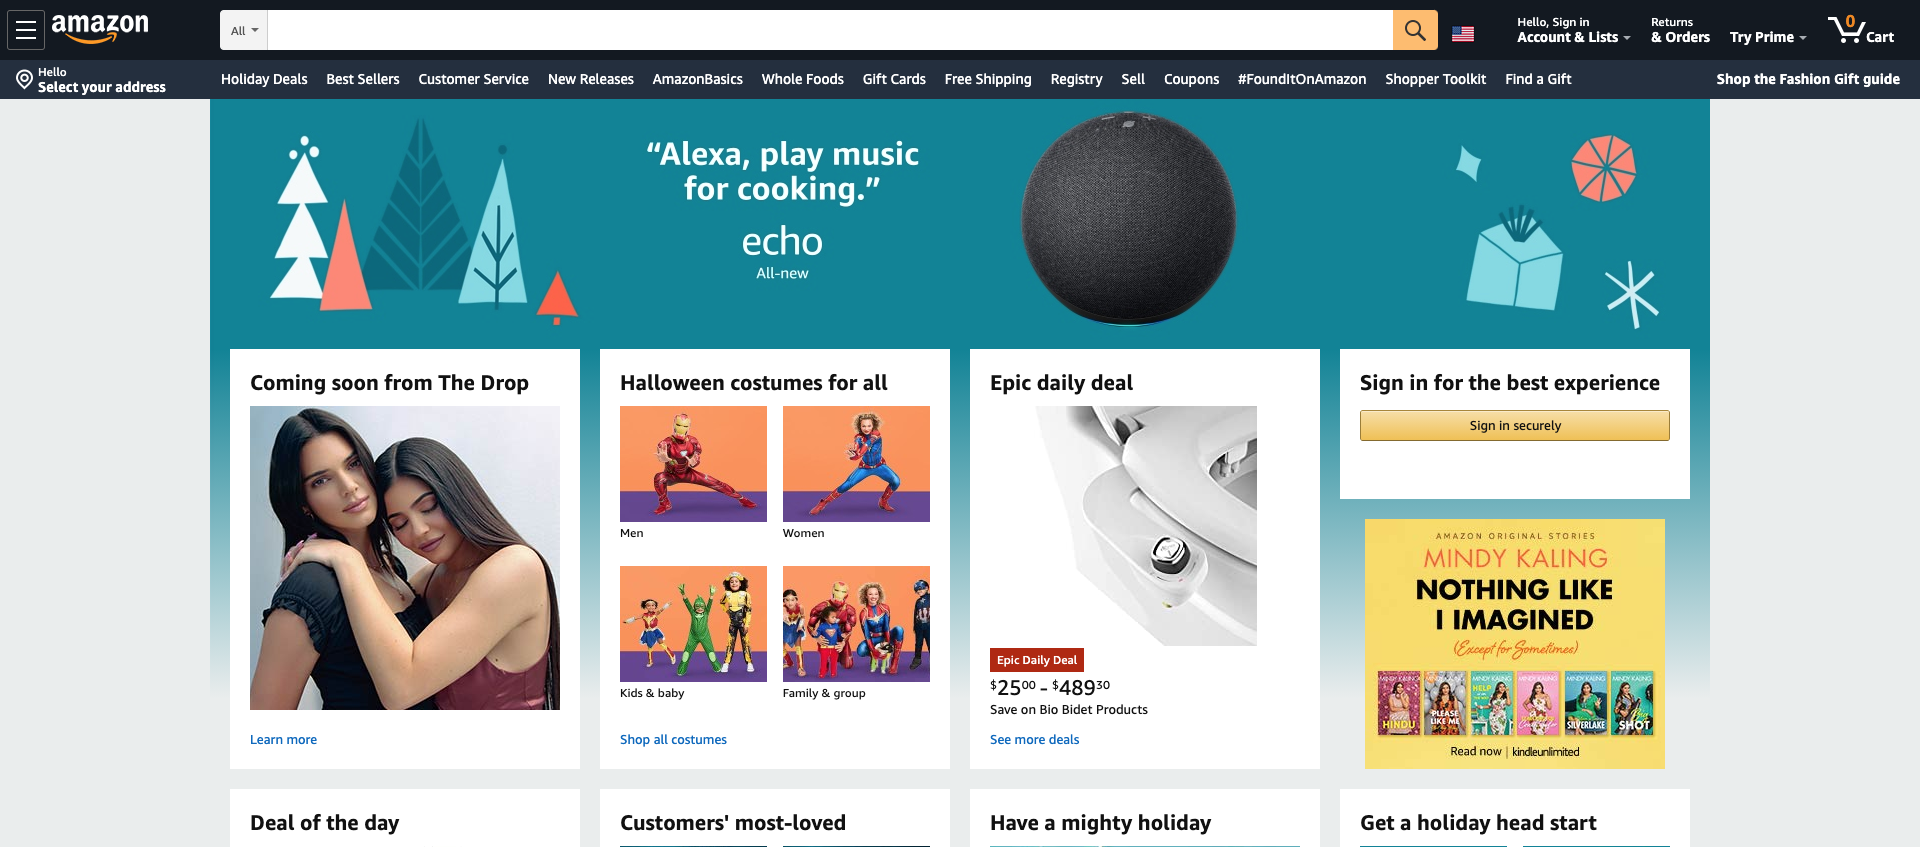 amazon
All
Hello, Sign in
Account & Lists
Returns
& Orders
Try Prime
0
Cart
Hello
Select your address
Holiday Deals
Best Sellers
Customer Service
New Releases
AmazonBasics
Whole Foods
Gift Cards
Free Shipping
Registry
Sell
Coupons
#FoundItOnAmazon
Shopper Toolkit
Find a Gift
Shop the Fashion Gift guide
“Alexa, play music
for cooking.”
echo
All-new
Coming soon from The Drop
Learn more
Halloween costumes for all
Men
Women
Kids & baby
Family & group
Shop all costumes
Epic daily deal
Epic Daily Deal
$2500 - $48930
Save on Bio Bidet Products
See more deals
Sign in for the best experience
Sign in securely
AMAZON ORIGINAL STORIES
MINDY KALING
NOTHING LIKE
I IMAGINED
(Except for Sometimes)
MINDY KALING
HINDU
PLEASE
LIKE ME
HELP
SILVERLAKE
BIG
SHOT
Read now | kindleunlimited
Deal of the day
Customers' most-loved
Have a mighty holiday
Get a holiday head start